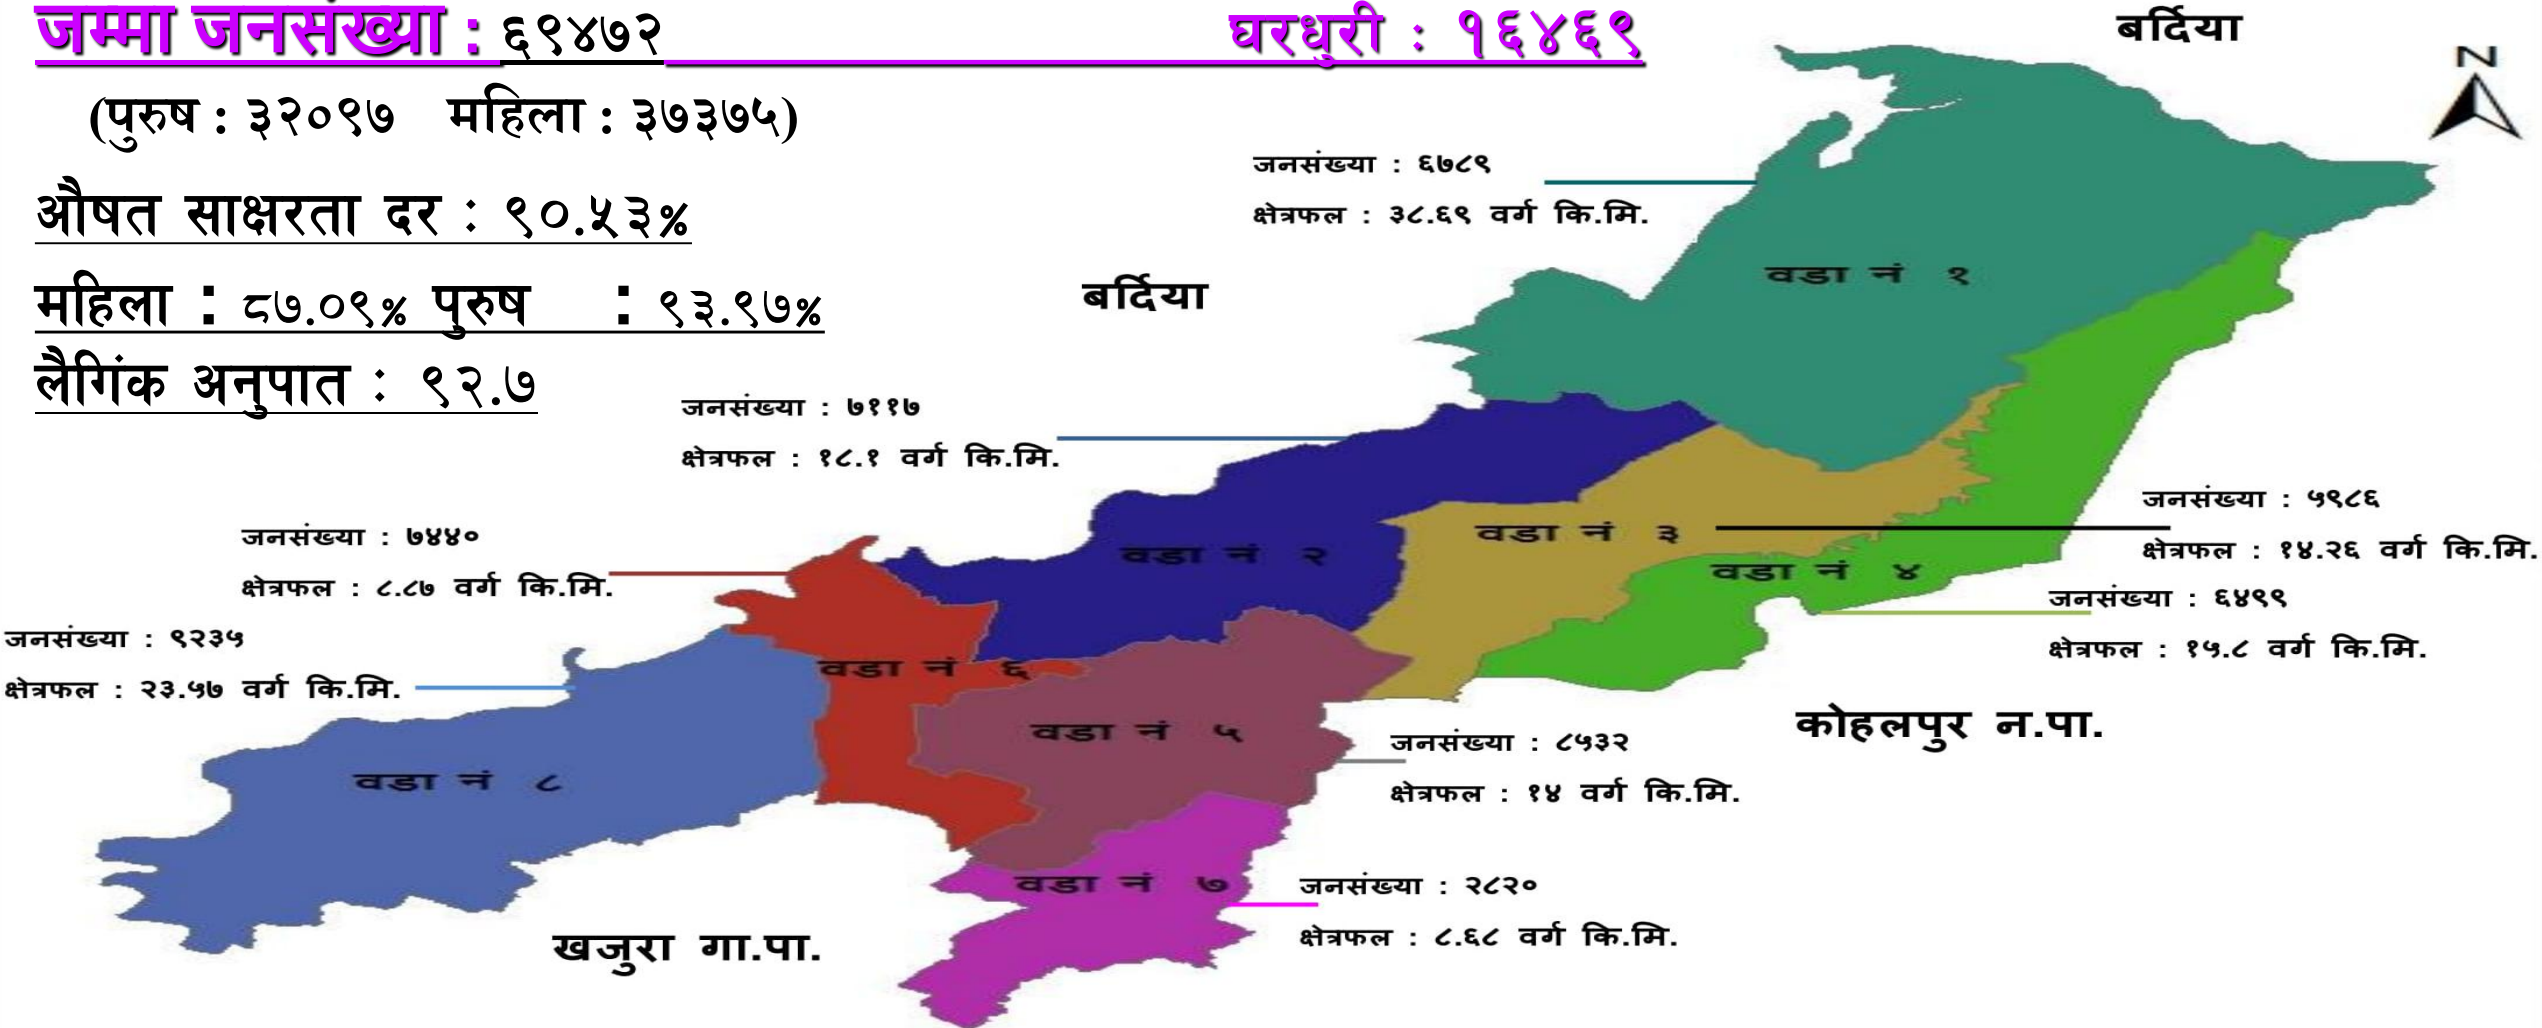 जम्मा जनसंख्या : ६९४७२ घरधुरी : १६४६९
(पुरुष : ३२०९७ महिला : ३७३७५)
औषत साक्षरता दर : ९०.५३%
महिला : ८७.०९% पुरुष : ९३.९७%
लैगिंक अनुपात : ९२.७
बर्दिया
N
जनसंख्या : ६७८९
क्षेत्रफल : ३८.६९ वर्ग कि.मि.
वडा नं १
बर्दिया
जनसंख्या : ७११७
क्षेत्रफल : १८.१ वर्ग कि.मि.
वडा नं २
वडा नं ३
जनसंख्या : ५९८६
क्षेत्रफल : १४.२६ वर्ग कि.मि.
वडा नं ४
जनसंख्या : ६४९९
क्षेत्रफल : १५.८ वर्ग कि.मि.
जनसंख्या : ७४४०
क्षेत्रफल : ८.८७ वर्ग कि.मि.
वडा नं ६
जनसंख्या : ९२३५
क्षेत्रफल : २३.५७ वर्ग कि.मि.
वडा नं ८
वडा नं ५
जनसंख्या : ८५३२
क्षेत्रफल : १४ वर्ग कि.मि.
कोहलपुर न.पा.
वडा नं ७
जनसंख्या : २८२०
क्षेत्रफल : ८.६८ वर्ग कि.मि.
खजुरा गा.पा.